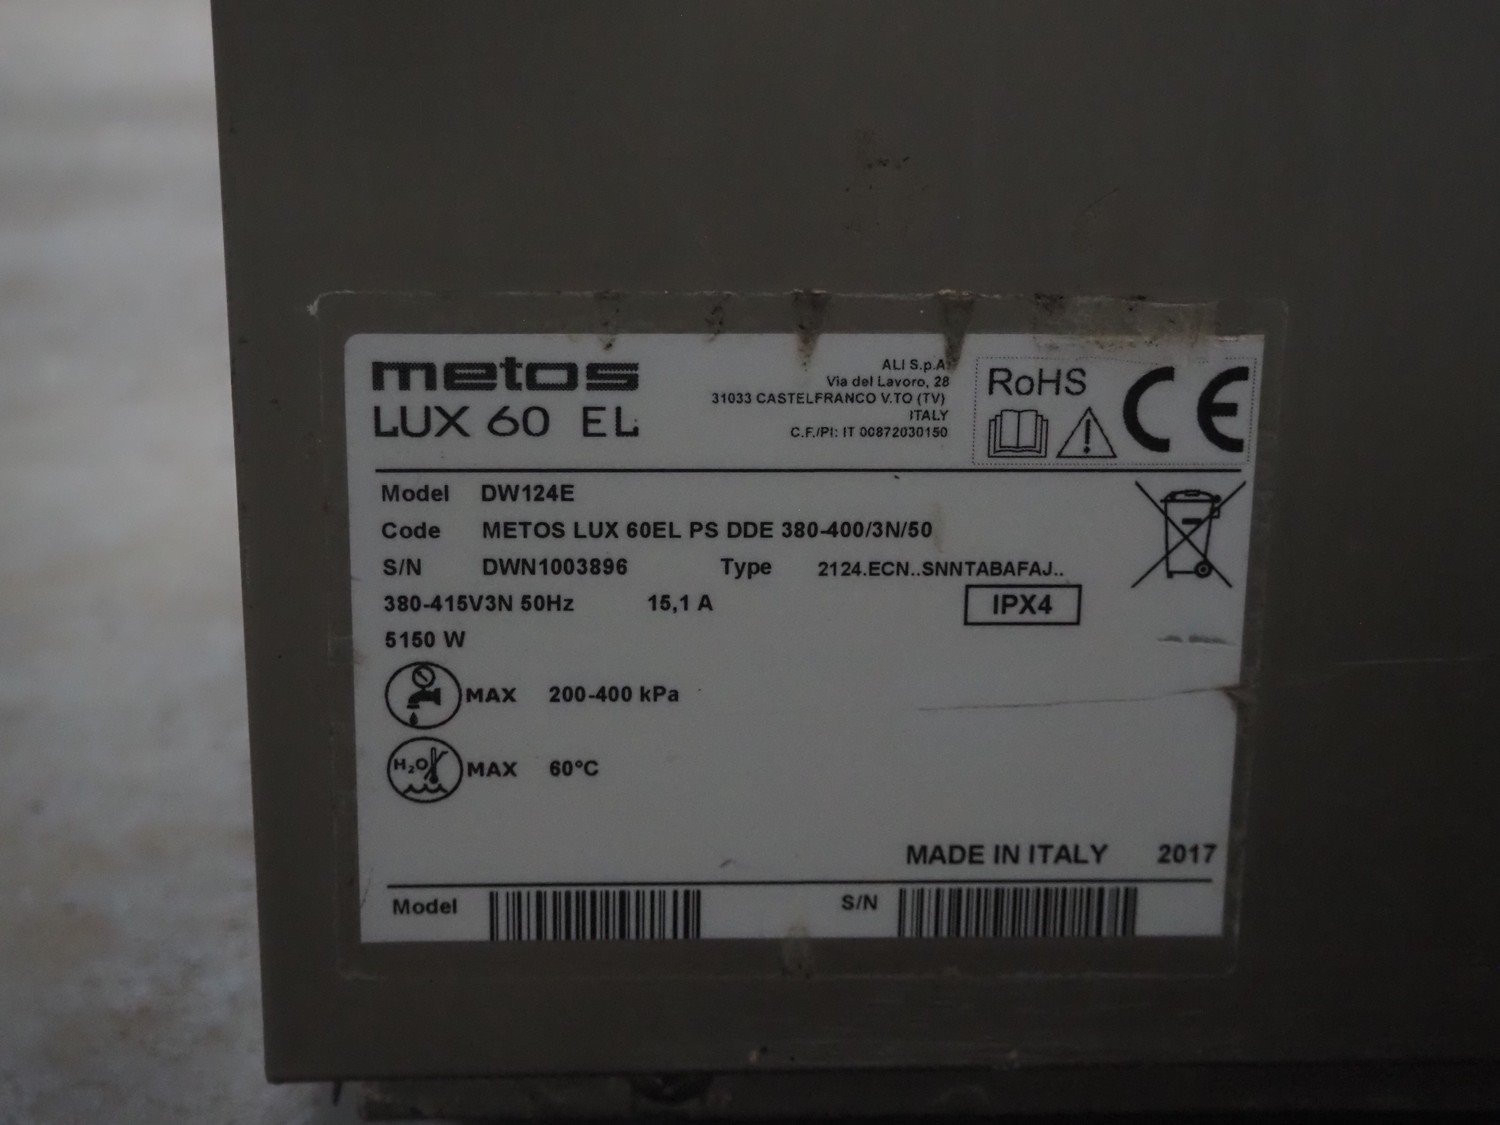 metos
LUX 60 EL
ALI S.p.A.
Via del Lavoro, 28
31033 CASTELFRANCO V.TO (TV)
ITALY
C.F./PI: IT 00872030150
RoHS
CE
Model DW124E
Code METOS LUX 60EL PS DDE 380-400/3N/50
S/N DWN1003896 Type 2124.ECN..SNNTABAFAJ..
380-415V3N 50Hz 15,1 A IPX4
5150 W
MAX 200-400 kPa
H2O MAX 60°C
MADE IN ITALY 2017
Model S/N